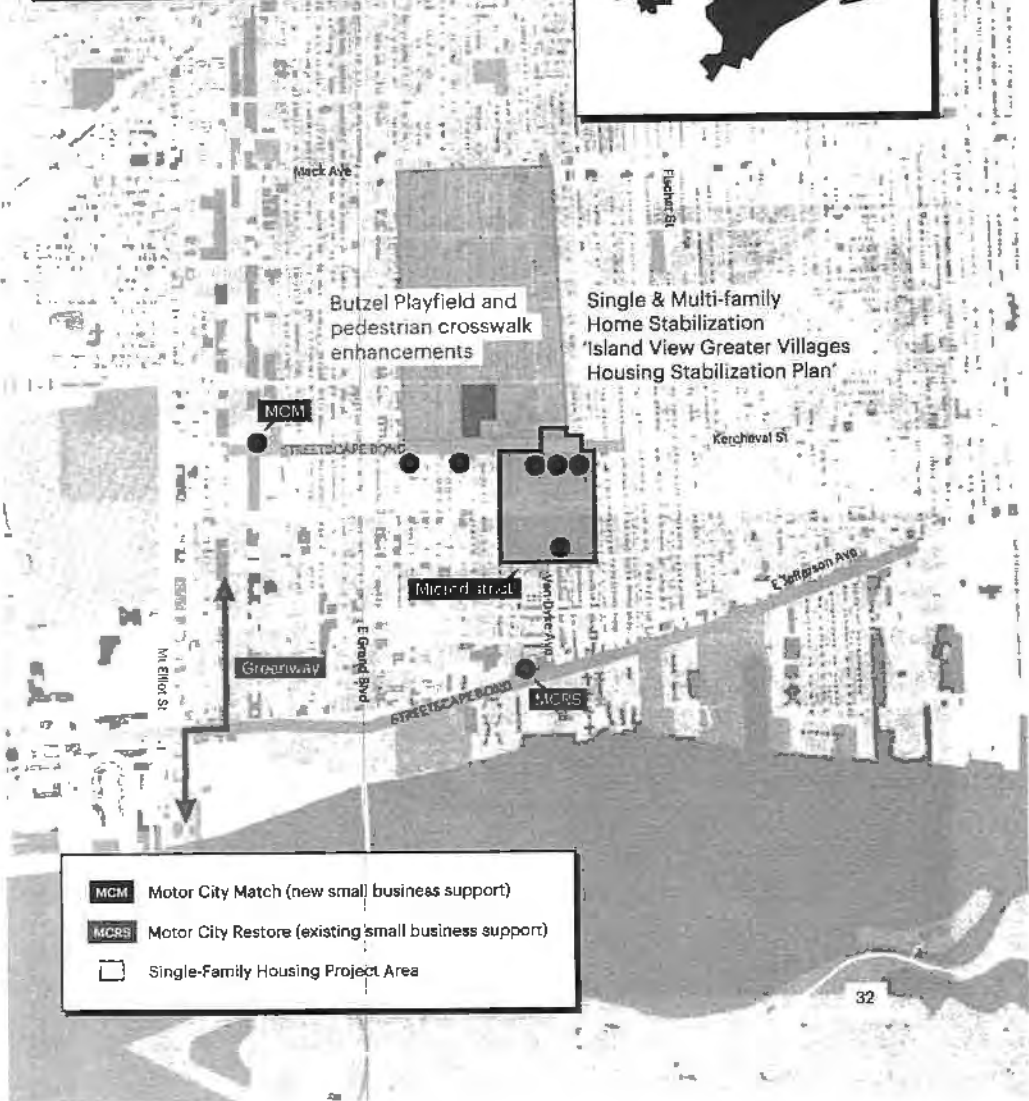 Mack Ave
Fischer St
Butzel Playfield and
pedestrian crosswalk
enhancements
Single & Multi-family
Home Stabilization
'Island View Greater Villages
Housing Stabilization Plan'
MCM
STREETSCAPE BOND
Kercheval St
Microdistrict
Van Dyke Ave
E Jefferson Ave
Mt Elliot St
Greenway
E Grand Blvd
STREETSCAPE BOND
MCRS
MCM Motor City Match (new small business support)
MCRS Motor City Restore (existing small business support)
Single-Family Housing Project Area
32